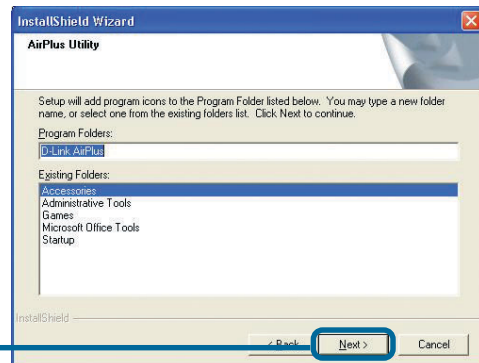 InstallShield Wizard
AirPlus Utility
Setup will add program icons to the Program Folder listed below. You may type a new folder
name, or select one from the existing folders list. Click Next to continue.
Program Folders:
D-Link AirPlus
Existing Folders:
Accessories
Administrative Tools
Games
Microsoft Office Tools
Startup
InstallShield
< Back Next > Cancel